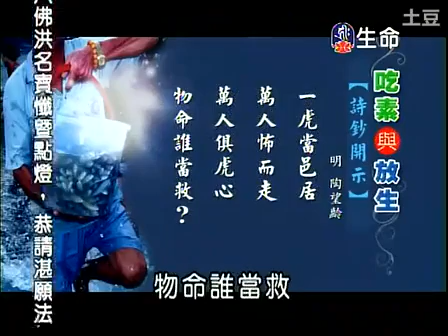 土豆
生命
吃素與放生
【詩鈔開示】
明 陶望齡
一虎當邑居
萬人怖而走
萬人俱虎心
物命誰當救？
佛洪名寶懺暨點燈，恭請湛願法
物命誰當救